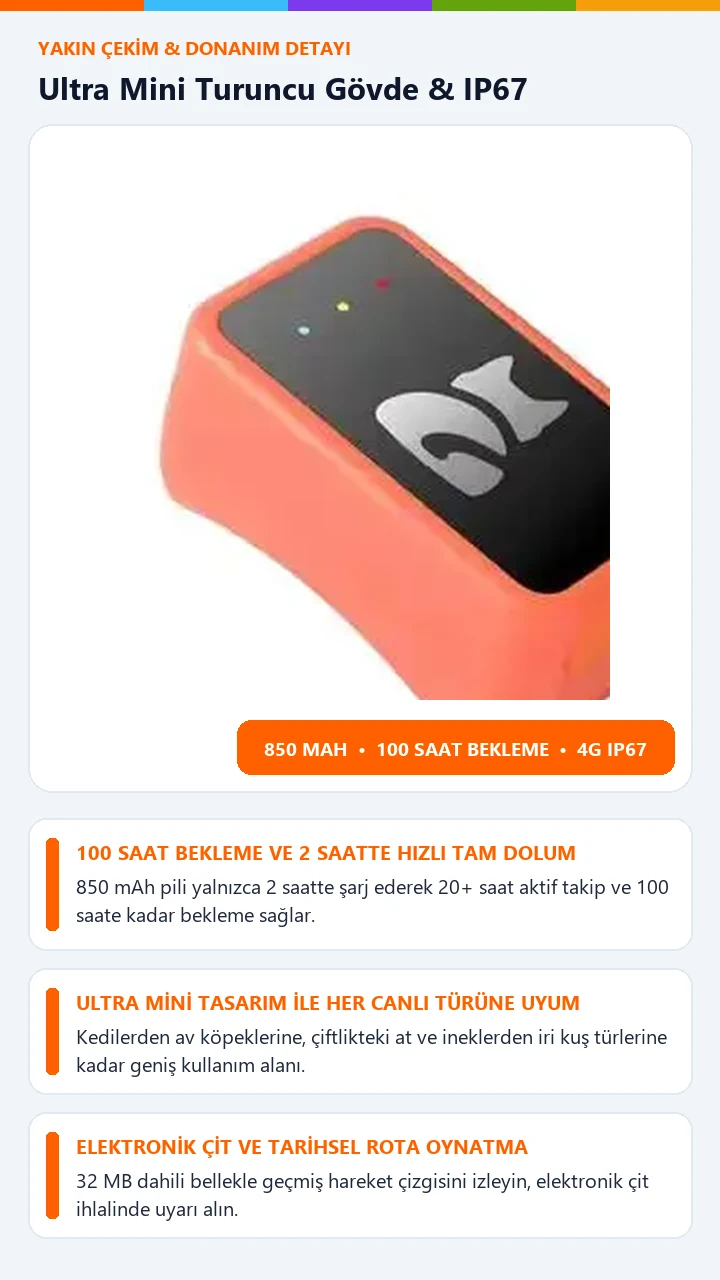 YAKIN ÇEKİM & DONANIM DETAYI
Ultra Mini Turuncu Gövde & IP67
850 MAH • 100 SAAT BEKLEME • 4G IP67
100 SAAT BEKLEME VE 2 SAATTE HIZLI TAM DOLUM
850 mAh pili yalnızca 2 saatte şarj ederek 20+ saat aktif takip ve 100
saate kadar bekleme sağlar.
ULTRA MİNİ TASARIM İLE HER CANLI TÜRÜNE UYUM
Kedilerden av köpeklerine, çiftlikteki at ve ineklerden iri kuş türlerine
kadar geniş kullanım alanı.
ELEKTRONİK ÇİT VE TARİHSEL ROTA OYNATMA
32 MB dahili bellekle geçmiş hareket çizgisini izleyin, elektronik çit
ihlalinde uyarı alın.